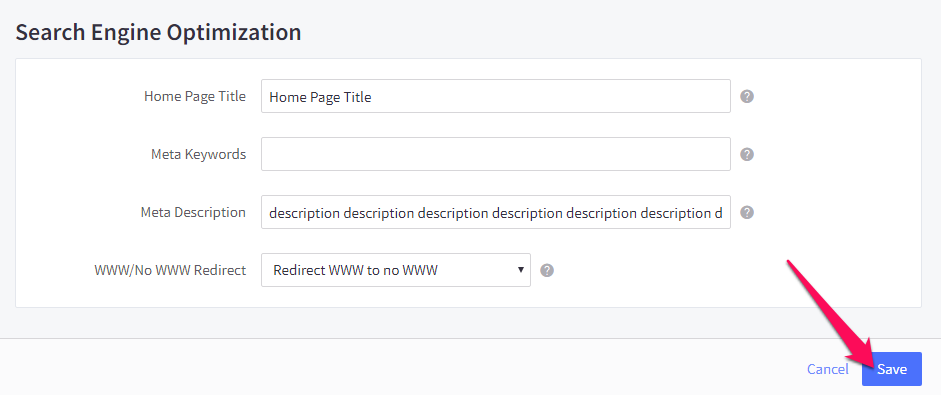 Search Engine Optimization
Home Page Title Home Page Title ?
Meta Keywords ?
Meta Description description description description description description description d ?
WWW/No WWW Redirect Redirect WWW to no WWW ?
Cancel Save